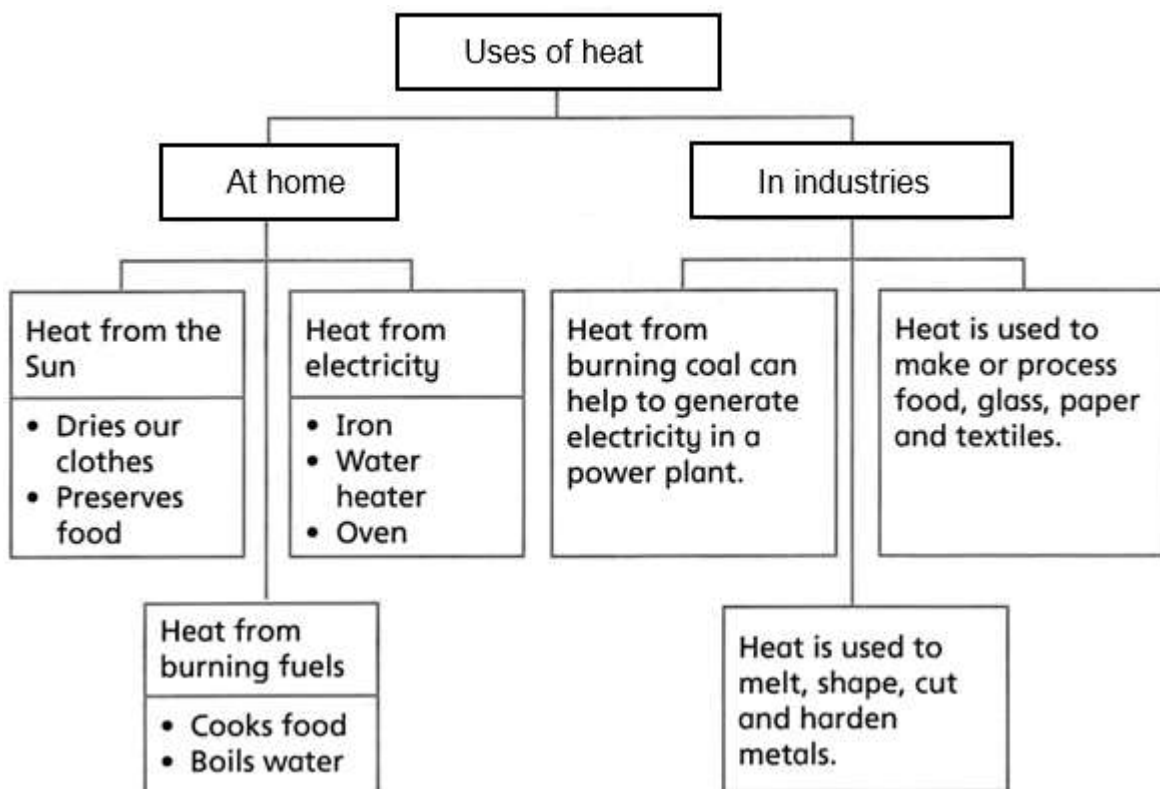 Uses of heat
At home
In industries
Heat from the
Sun
• Dries our
clothes
• Preserves
food
Heat from
electricity
• Iron
• Water
heater
• Oven
Heat from
burning fuels
• Cooks food
• Boils water
Heat from
burning coal can
help to generate
electricity in a
power plant.
Heat is used to
make or process
food, glass, paper
and textiles.
Heat is used to
melt, shape, cut
and harden
metals.